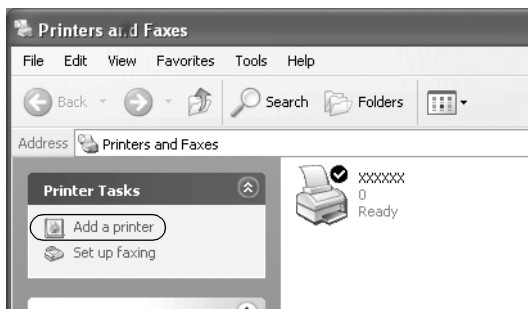 Printers and Faxes
File Edit View Favorites Tools Help
Back Search Folders
Address Printers and Faxes
Printer Tasks
Add a printer
Set up faxing
xxxxxx
0
Ready